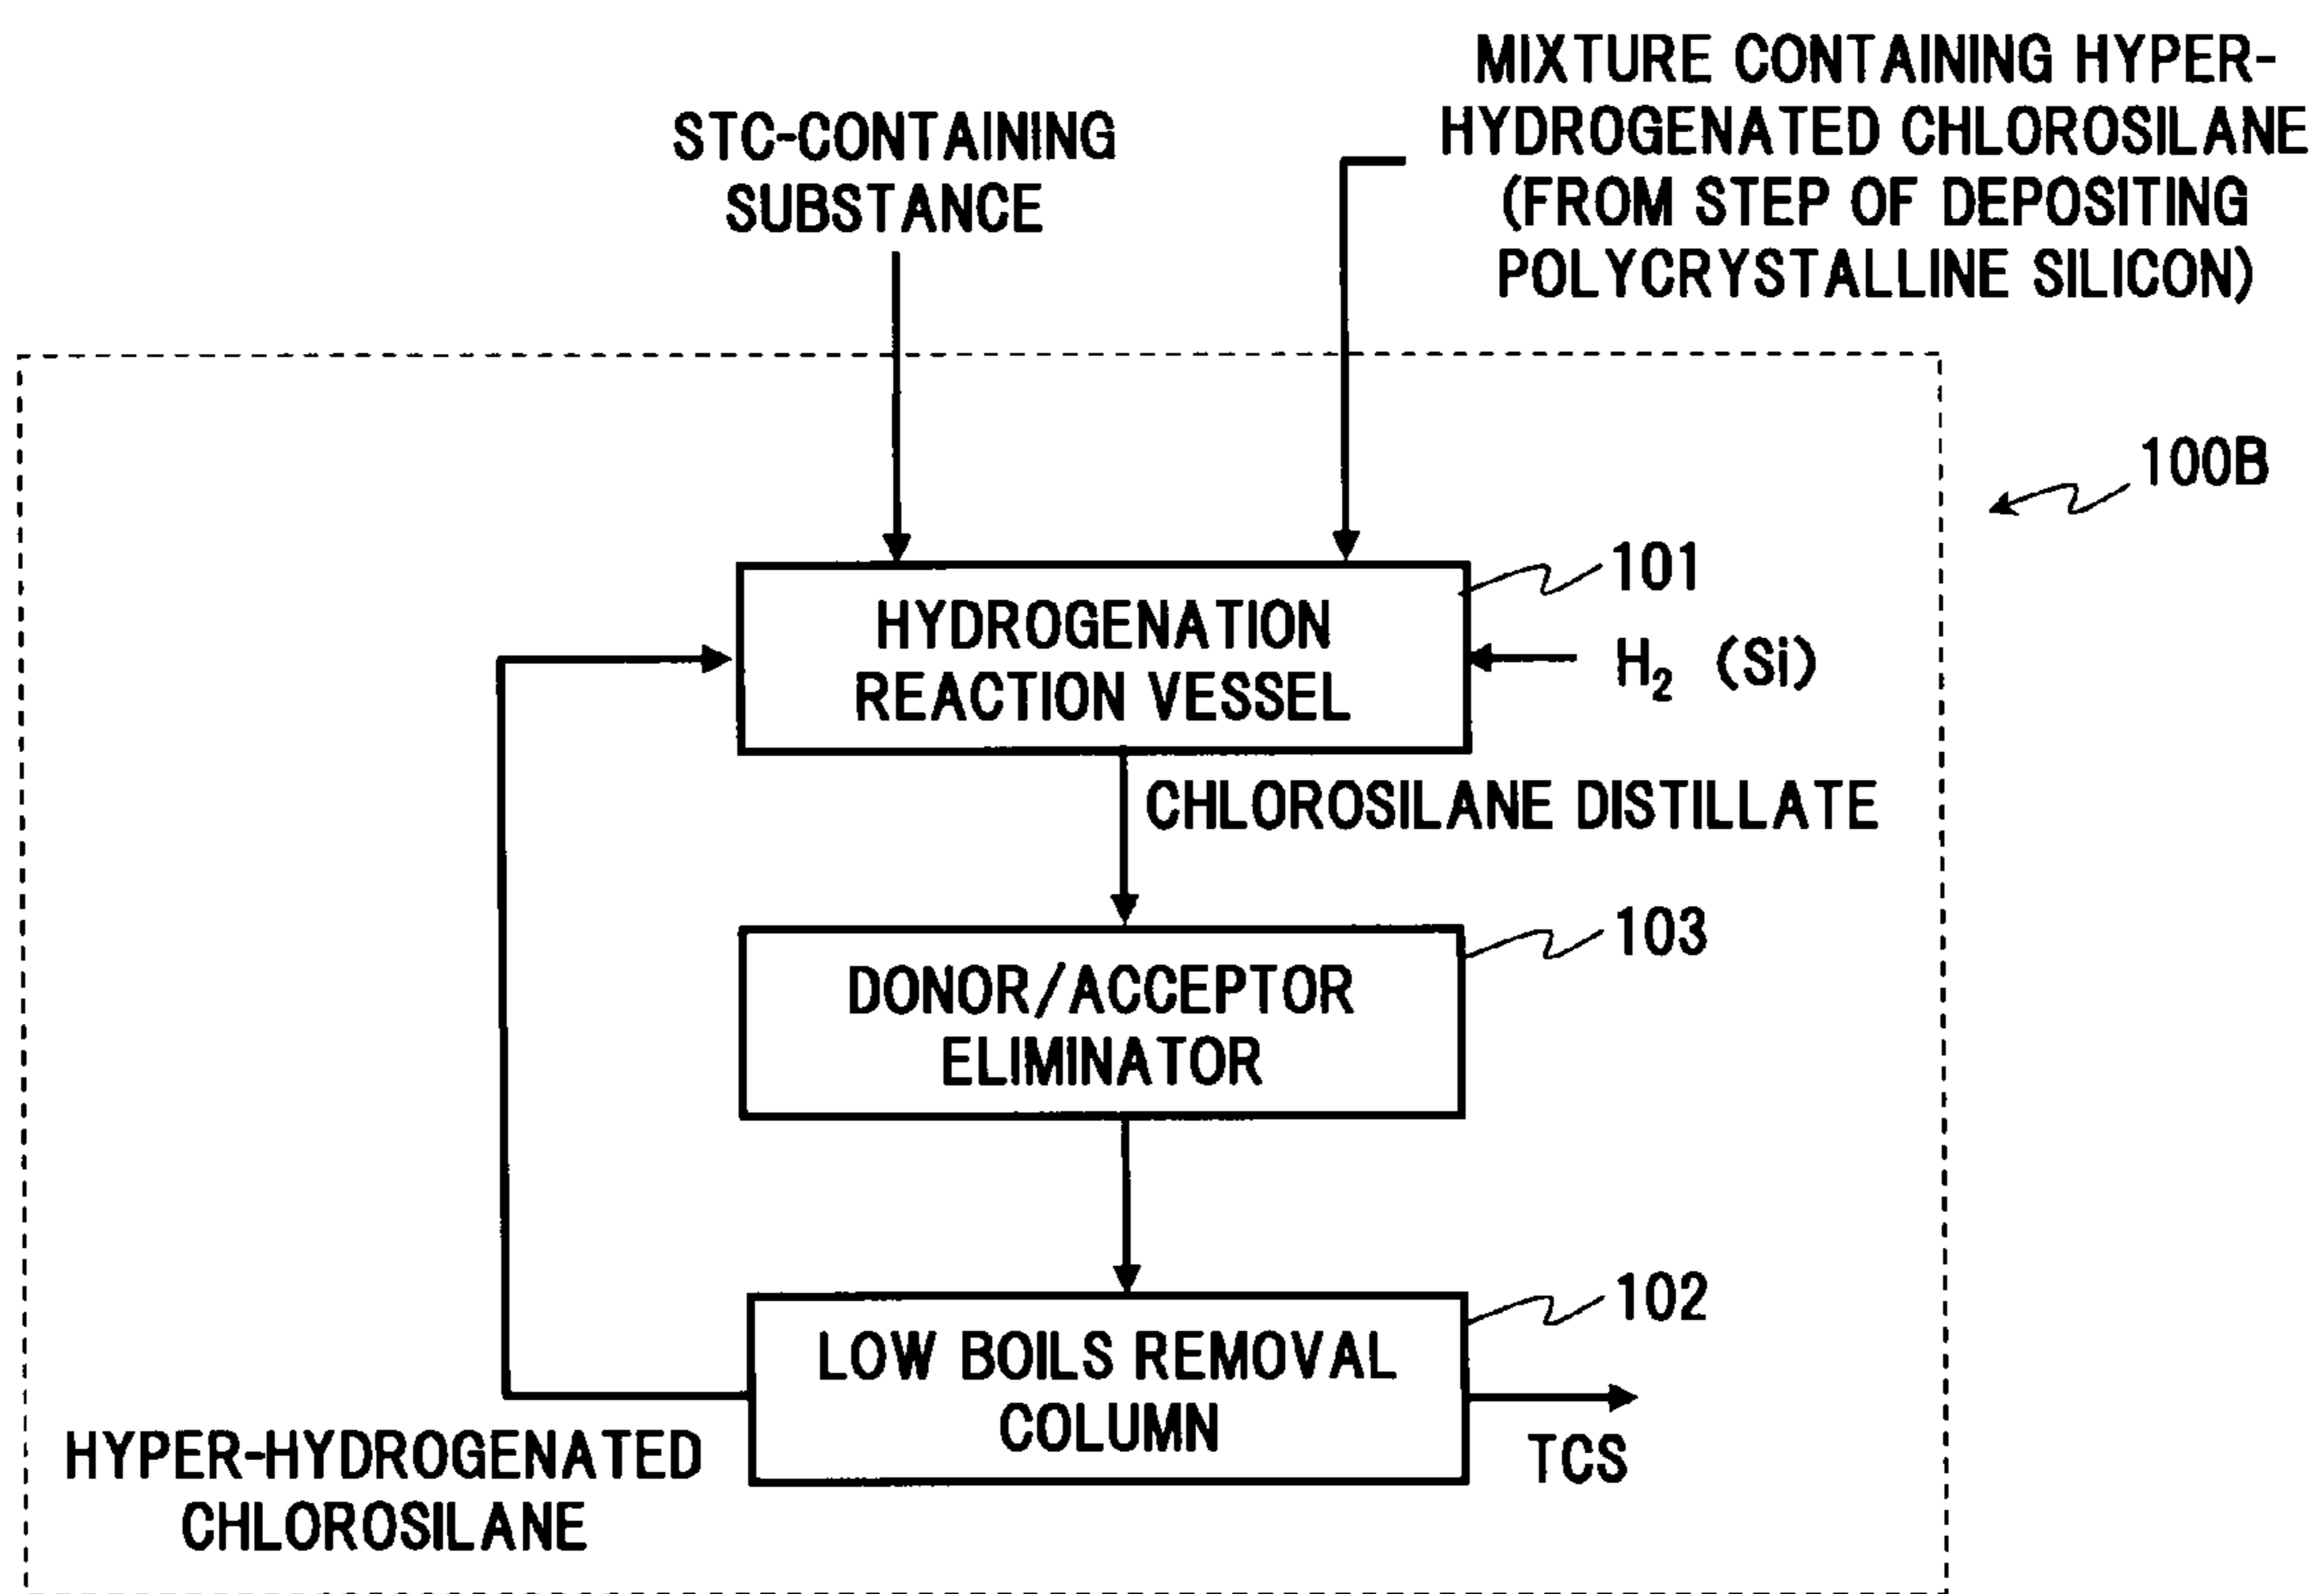 MIXTURE CONTAINING HYPER-
HYDROGENATED CHLOROSILANE
(FROM STEP OF DEPOSITING
POLYCRYSTALLINE SILICON)
STC-CONTAINING
SUBSTANCE
100B
101
HYDROGENATION
REACTION VESSEL
H₂ (Si)
CHLOROSILANE DISTILLATE
103
DONOR/ACCEPTOR
ELIMINATOR
102
LOW BOILS REMOVAL
COLUMN
TCS
HYPER-HYDROGENATED
CHLOROSILANE